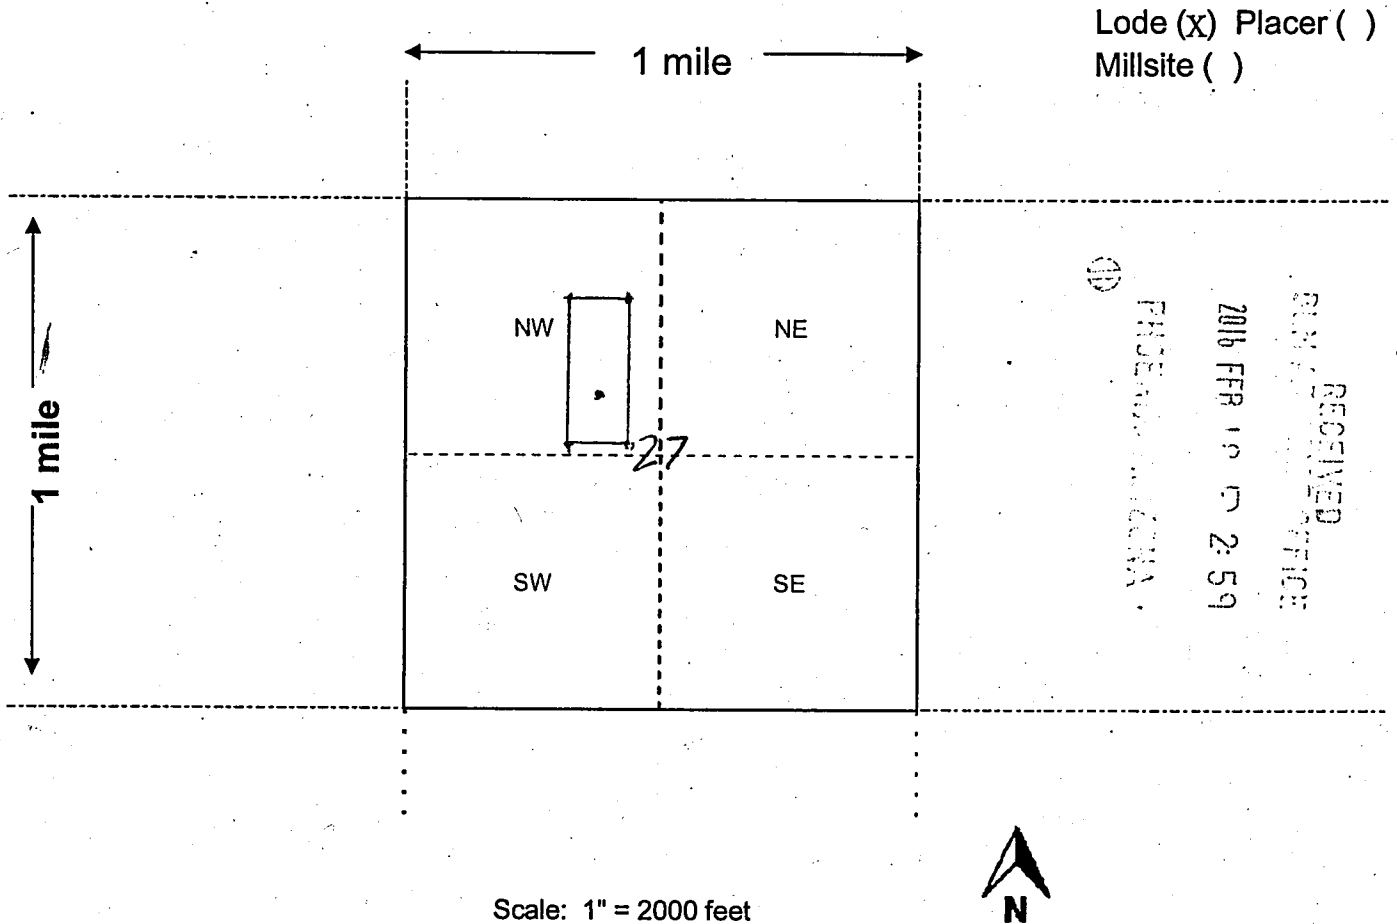 Lode (X) Placer ( )
Millsite ( )
1 mile
1 mile
NW
NE
27
SW
SE
RECEIVED
2016 FEB 2:59
Scale: 1" = 2000 feet
N